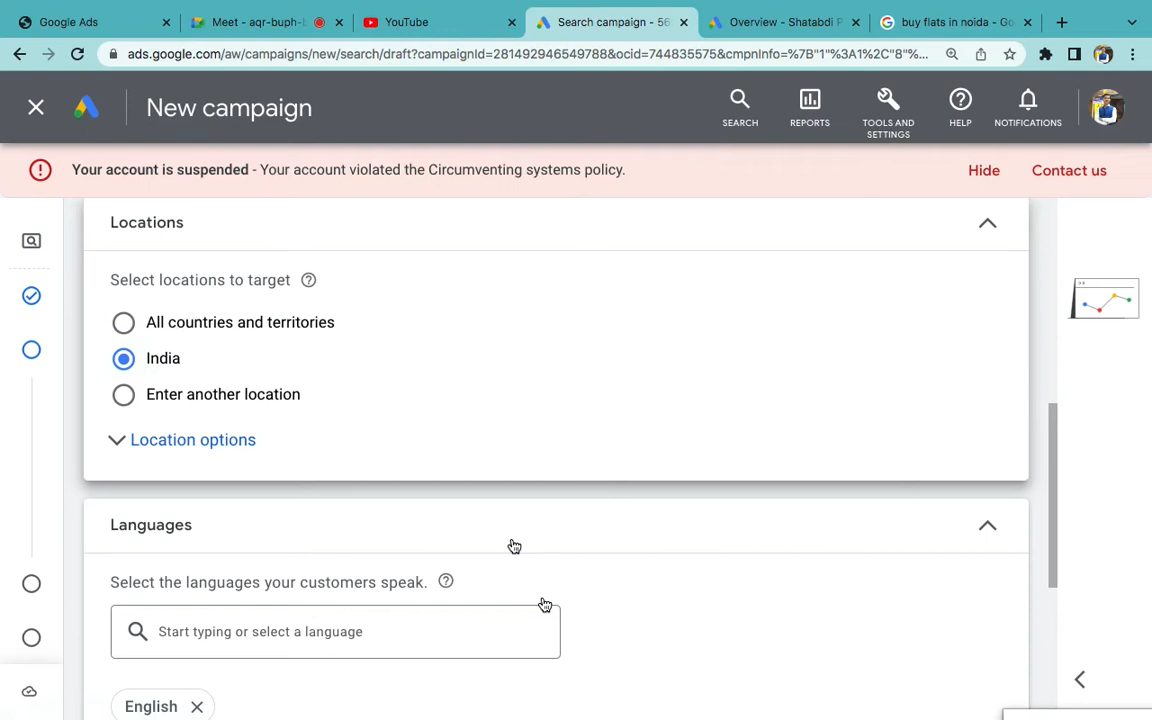 Google Ads
Meet - aqr-buph-
YouTube
Search campaign - 56
Overview - Shatabdi P
buy flats in noida - Go
ads.google.com/aw/campaigns/new/search/draft?campaignId=281492946549788&ocid=744835575&cmpnInfo=%7B"1"%3A1%2C"8"%...
New campaign
SEARCH
REPORTS
TOOLS AND
SETTINGS
HELP
NOTIFICATIONS
Your account is suspended - Your account violated the Circumventing systems policy.
Hide
Contact us
Locations
Select locations to target
All countries and territories
India
Enter another location
Location options
Languages
Select the languages your customers speak.
Start typing or select a language
English